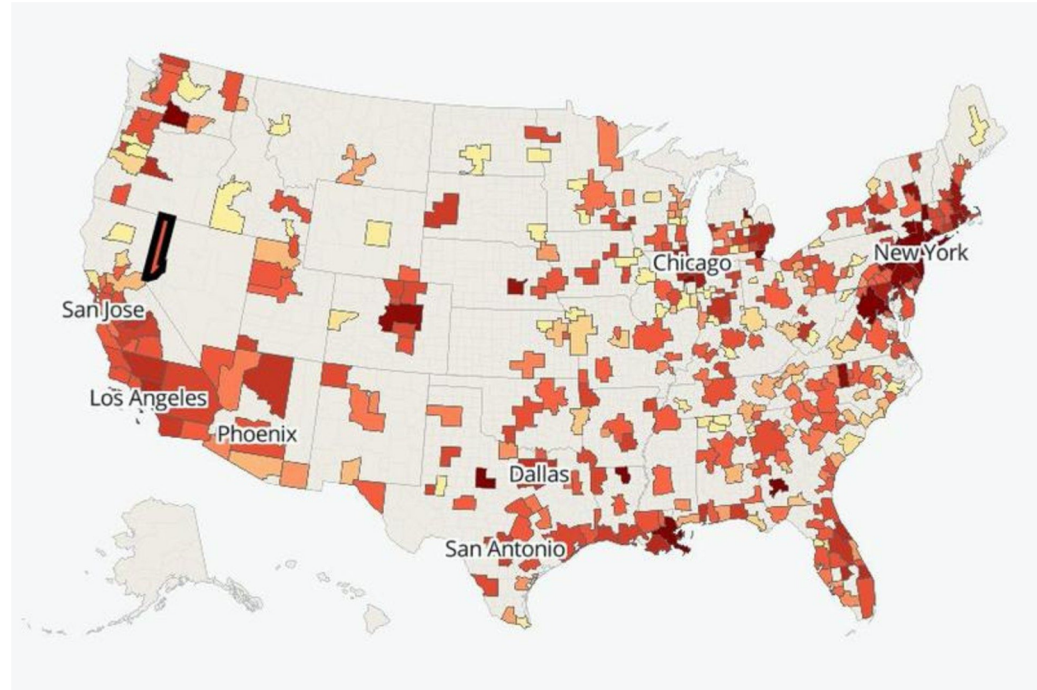 Chicago
New York
San Jose
Los Angeles
Phoenix
Dallas
San Antonio